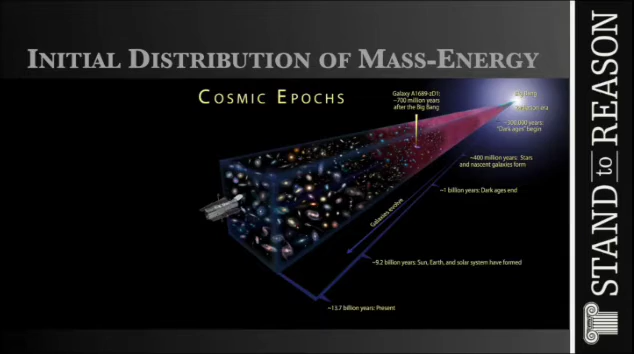 INITIAL DISTRIBUTION OF MASS-ENERGY
COSMIC EPOCHS
Galaxy A1689-zD1:
~700 million years
after the Big Bang
Big Bang
~300,000 years:
"Dark ages" begin
~400 million years: Stars
and nascent galaxies form
~1 billion years: Dark ages end
Galaxies evolve
~9.2 billion years: Sun, Earth, and solar system have formed
~13.7 billion years: Present
STAND to REASON